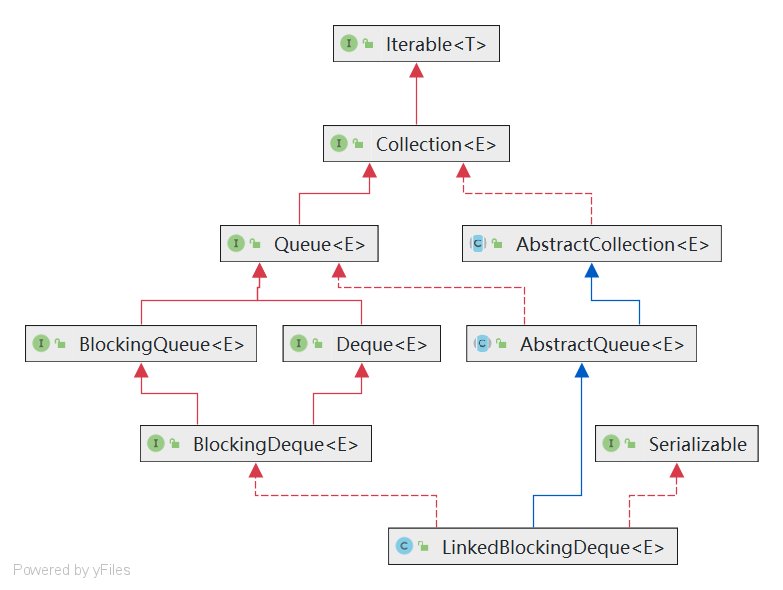 I Iterable<T>
I Collection<E>
I Queue<E>
C AbstractCollection<E>
I BlockingQueue<E>
I Deque<E>
C AbstractQueue<E>
I BlockingDeque<E>
I Serializable
C LinkedBlockingDeque<E>
Powered by yFiles